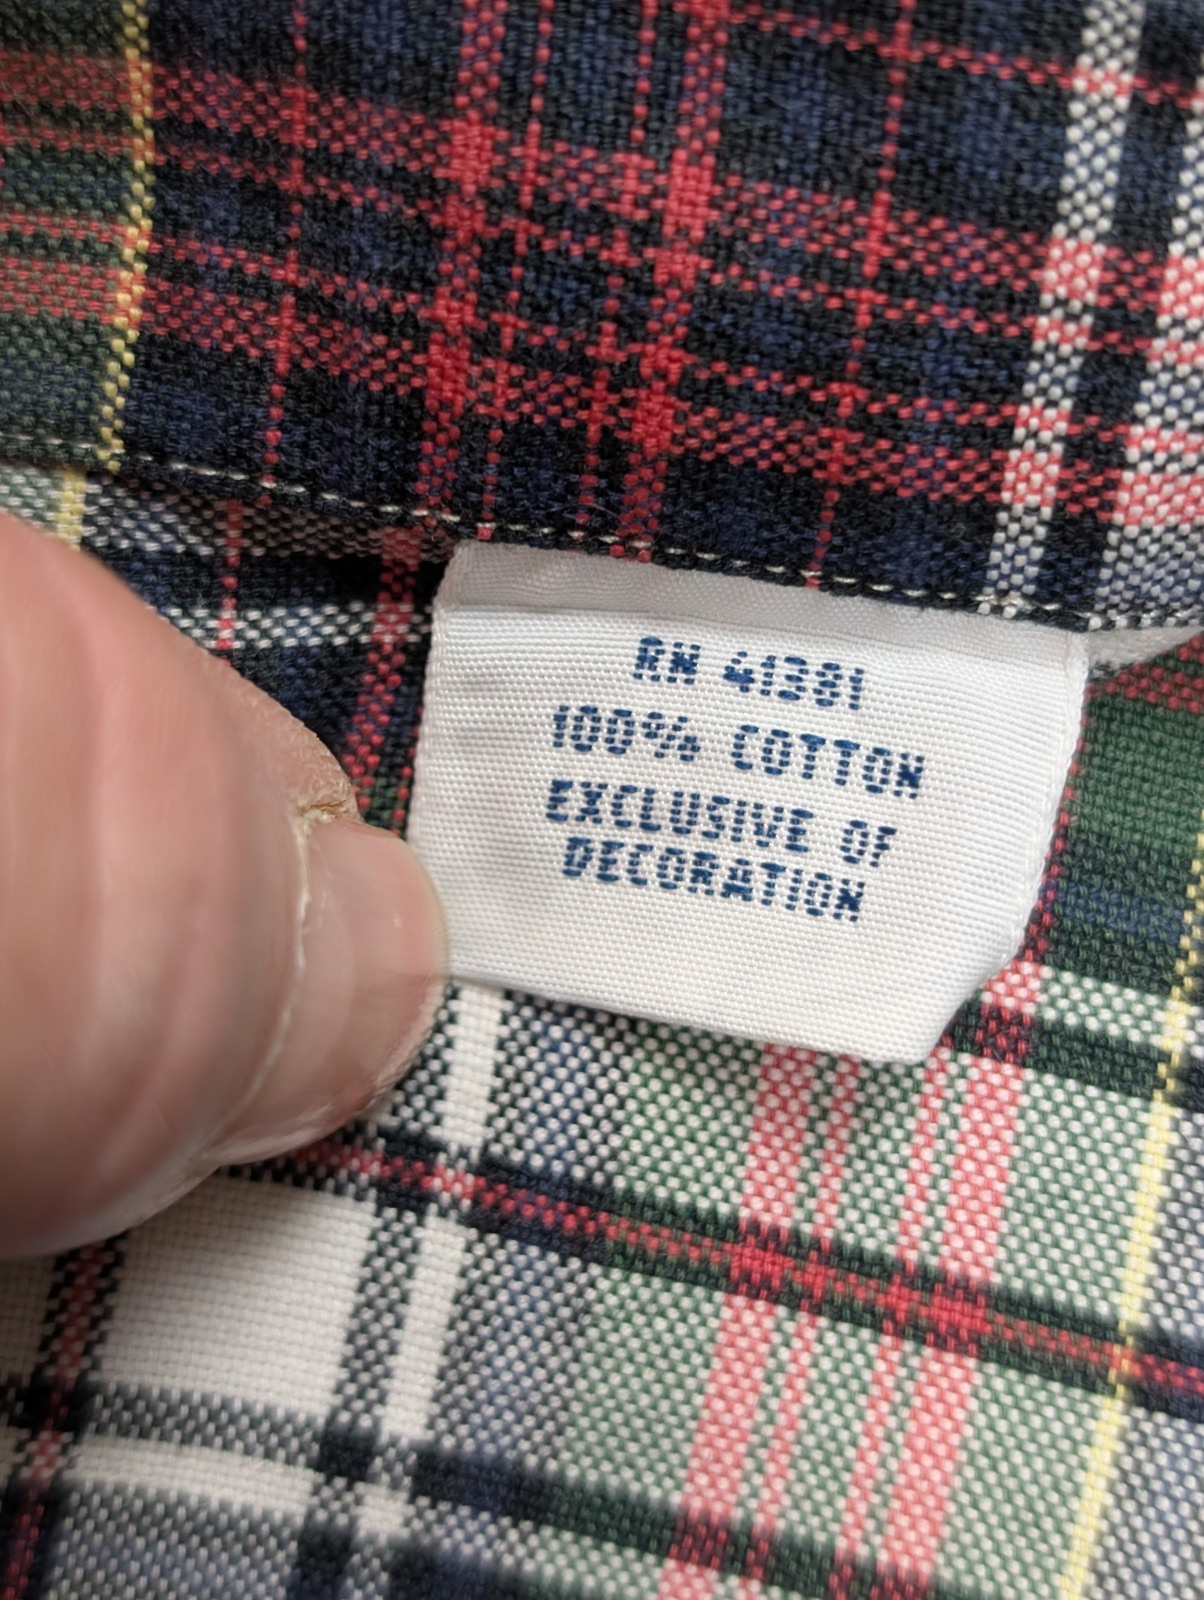 RN 41381
100% COTTON
EXCLUSIVE OF
DECORATION